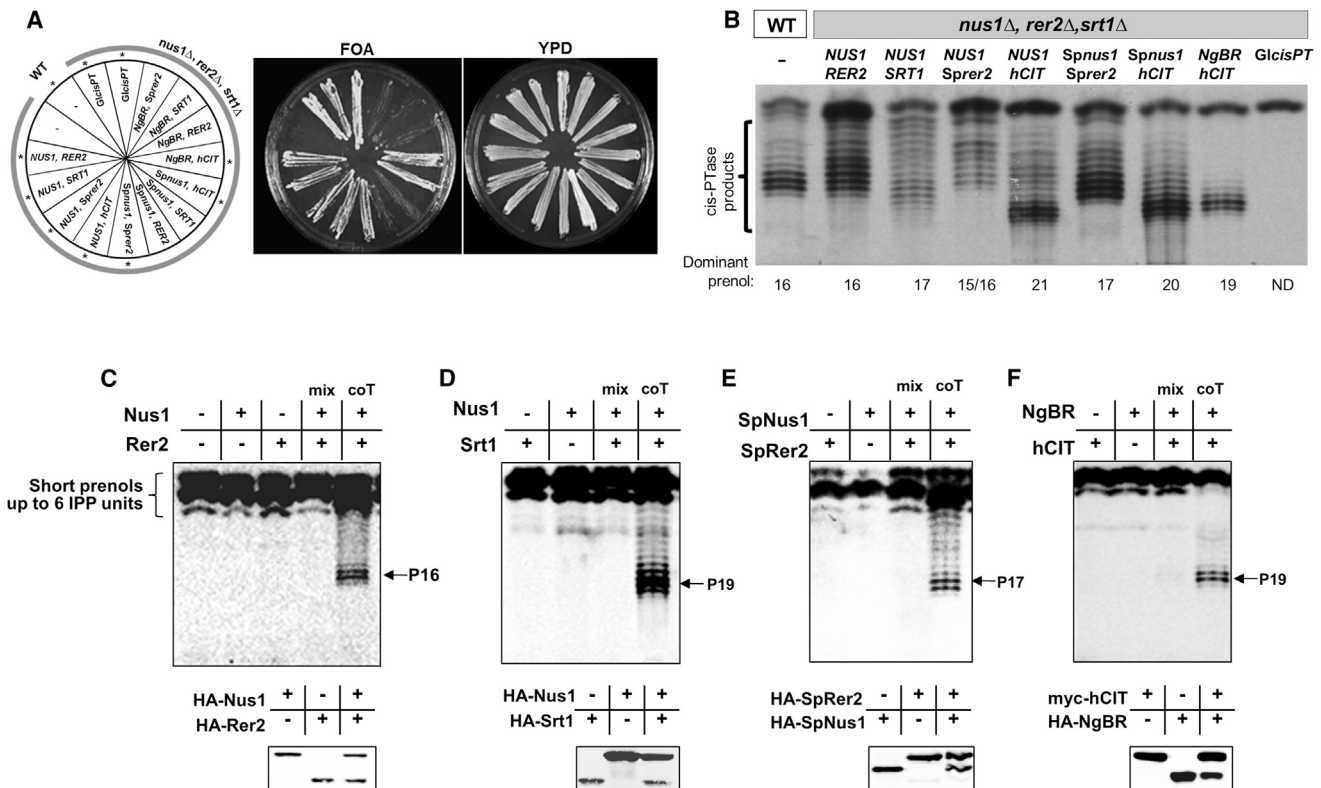 A
FOA
YPD
WT
nus1Δ, rer2Δ, srt1Δ
*
*
*
*
*
*
*
*
*
*
-
-
GlcisPT
GlcisPT
NgBR, Sprer2
NgBR, SRT1
NgBR, RER2
NgBR, hCIT
Spnus1, hCIT
Spnus1, SRT1
Spnus1, RER2
Spnus1, Sprer2
NUS1, hCIT
NUS1, Sprer2
NUS1, SRT1
NUS1, RER2
B
WT nus1Δ, rer2Δ,srt1Δ
– NUS1 NUS1 NUS1 NUS1 Spnus1 Spnus1 NgBR GlcisPT
RER2 SRT1 Sprer2 hCIT Sprer2 hCIT hCIT
cis-PTase
products
Dominant
prenol: 16 16 17 15/16 21 17 20 19 ND
C
mix coT
Nus1 - + - + +
Rer2 - - + + +
Short prenols
up to 6 IPP units
P16
HA-Nus1 + - +
HA-Rer2 - + +
D
mix coT
Nus1 - + + +
Srt1 + - + +
P19
HA-Nus1 - + +
HA-Srt1 + - +
E
mix coT
SpNus1 - + + +
SpRer2 + - + +
P17
HA-SpRer2 - + +
HA-SpNus1 + - +
F
mix coT
NgBR - + + +
hCIT + - + +
P19
myc-hCIT + - +
HA-NgBR - + +